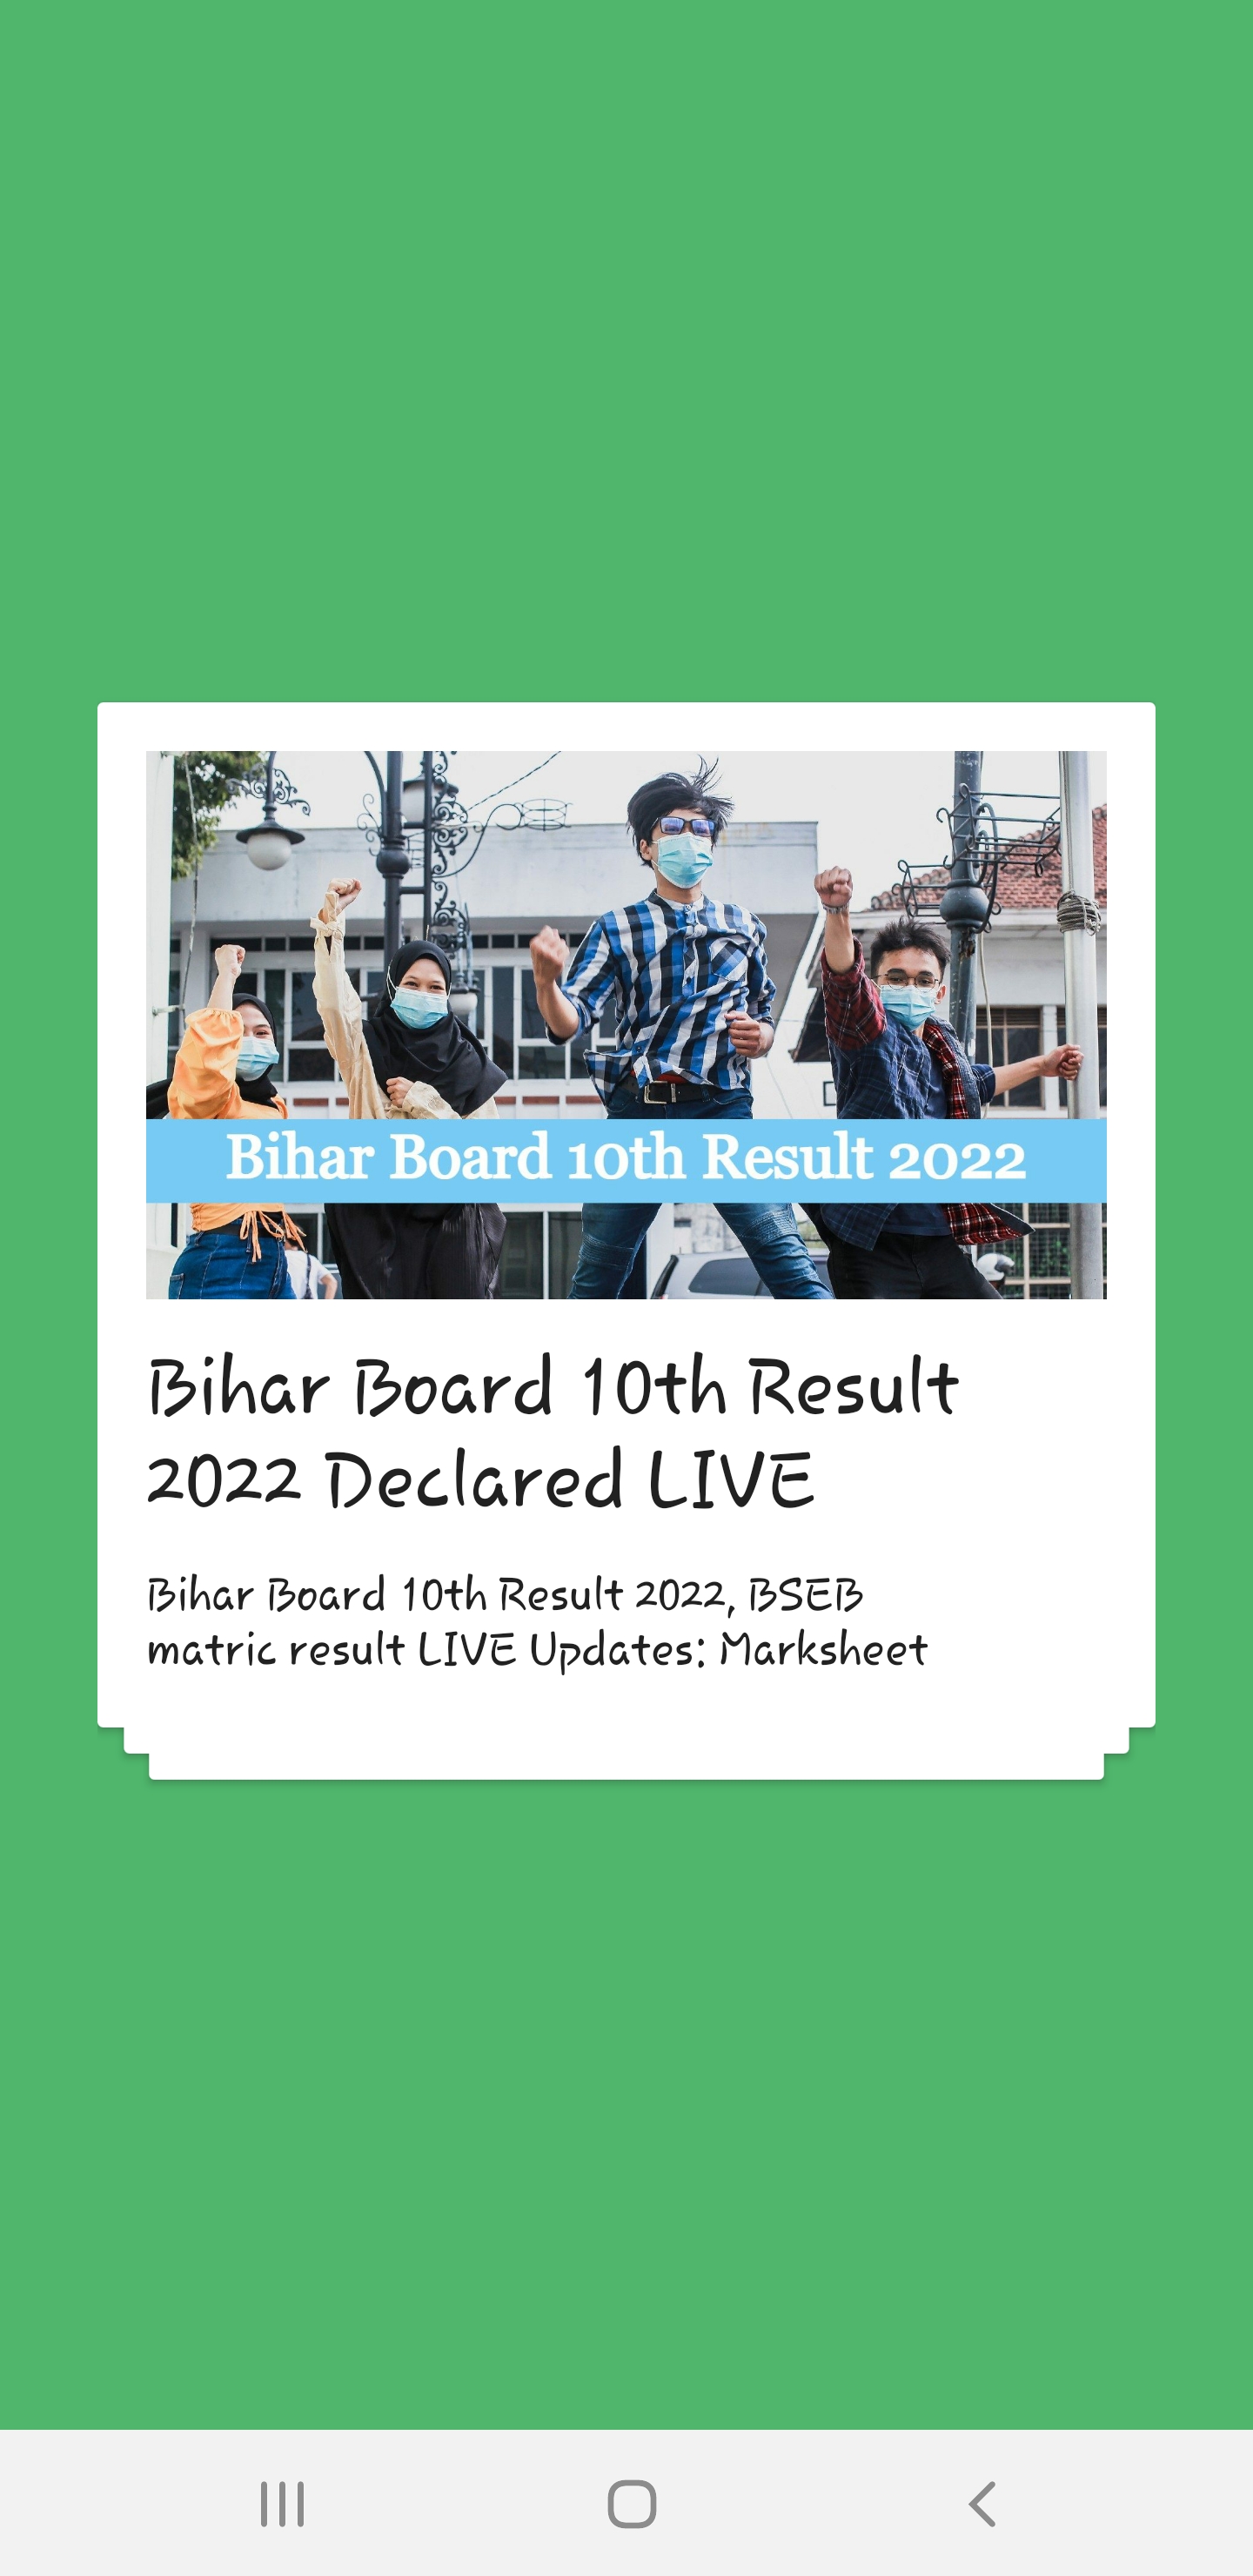 Bihar Board 10th Result 2022
Bihar Board 10th Result
2022 Declared LIVE
Bihar Board 10th Result 2022, BSEB
matric result LIVE Updates: Marksheet